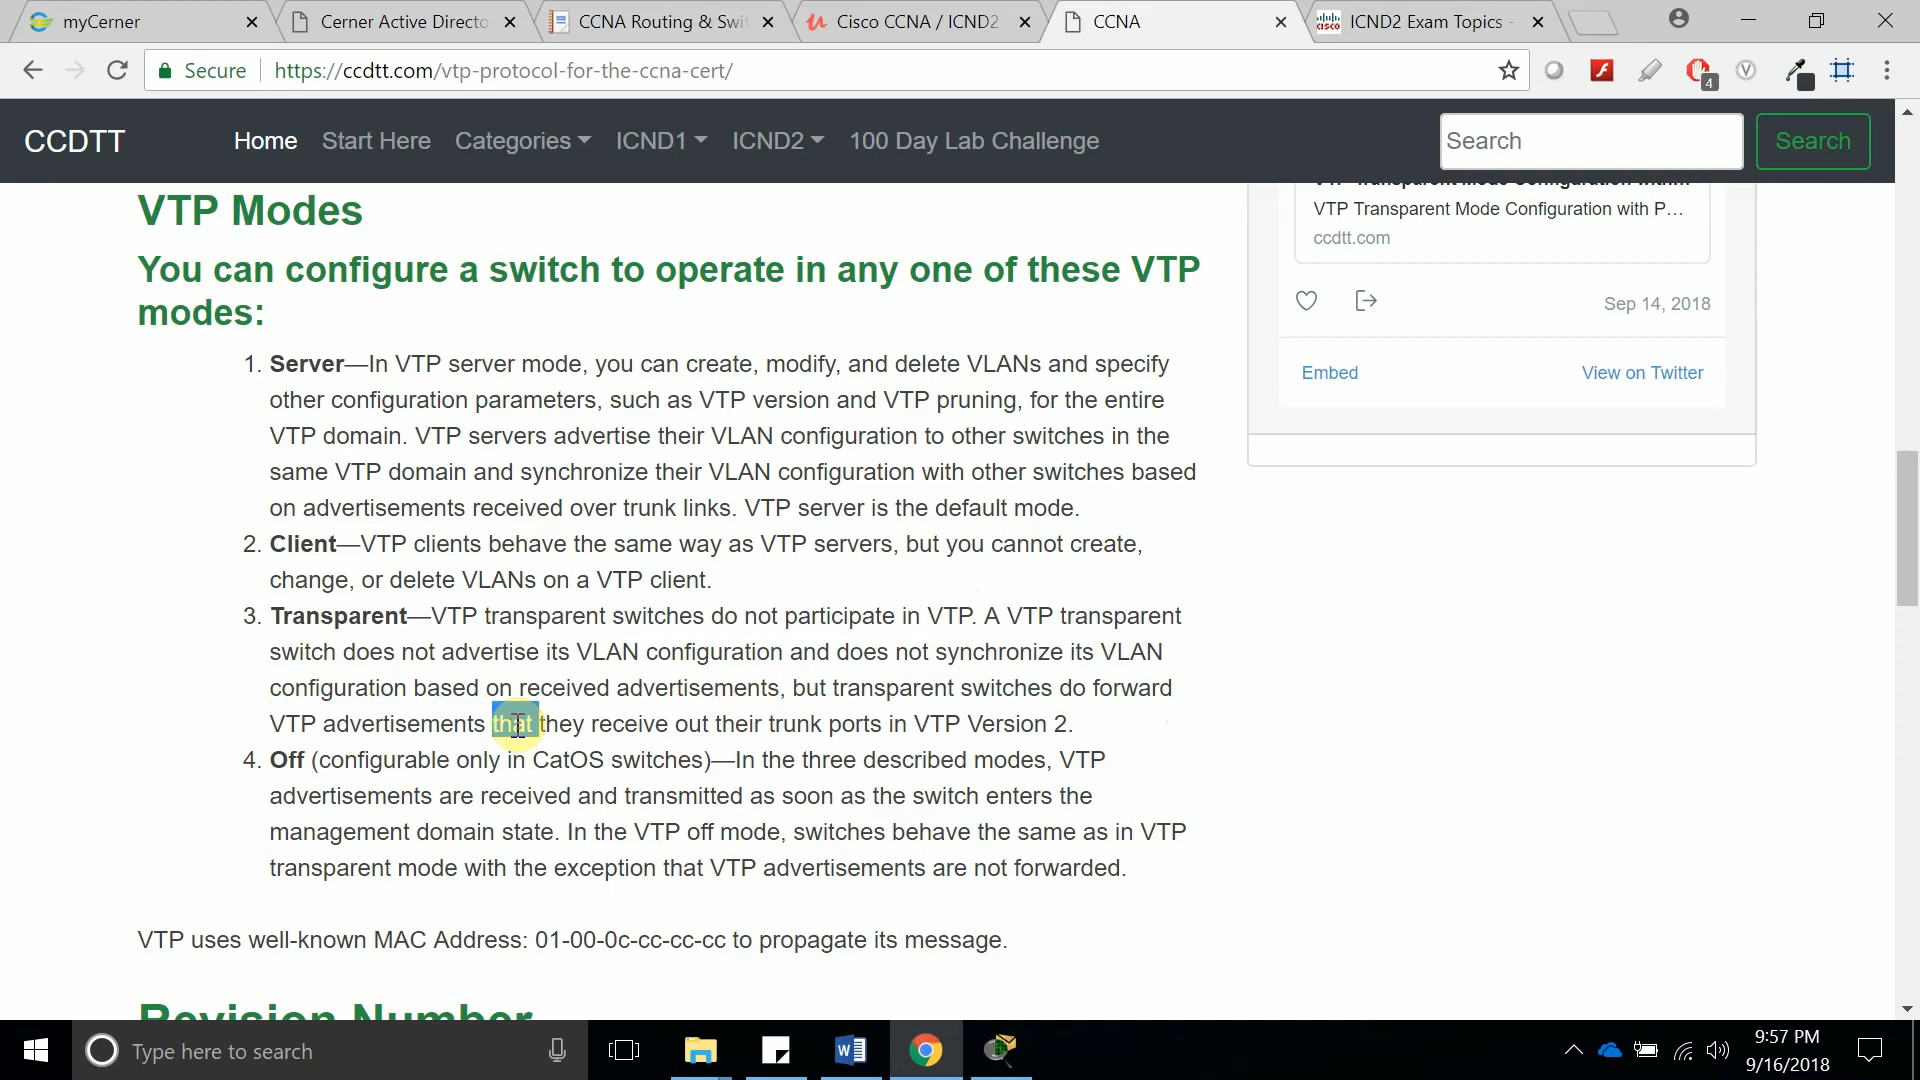 myCerner
Cerner Active Directo
CCNA Routing & Swi
Cisco CCNA / ICND2
CCNA
ICND2 Exam Topics -
Secure
https://ccdtt.com/vtp-protocol-for-the-ccna-cert/
4
CCDTT
Home
Start Here
Categories
ICND1
ICND2
100 Day Lab Challenge
Search
Search
VTP Modes
You can configure a switch to operate in any one of these VTP
modes:
1. Server—In VTP server mode, you can create, modify, and delete VLANs and specify
other configuration parameters, such as VTP version and VTP pruning, for the entire
VTP domain. VTP servers advertise their VLAN configuration to other switches in the
same VTP domain and synchronize their VLAN configuration with other switches based
on advertisements received over trunk links. VTP server is the default mode.
2. Client—VTP clients behave the same way as VTP servers, but you cannot create,
change, or delete VLANs on a VTP client.
3. Transparent—VTP transparent switches do not participate in VTP. A VTP transparent
switch does not advertise its VLAN configuration and does not synchronize its VLAN
configuration based on received advertisements, but transparent switches do forward
VTP advertisements that they receive out their trunk ports in VTP Version 2.
4. Off (configurable only in CatOS switches)—In the three described modes, VTP
advertisements are received and transmitted as soon as the switch enters the
management domain state. In the VTP off mode, switches behave the same as in VTP
transparent mode with the exception that VTP advertisements are not forwarded.
VTP uses well-known MAC Address: 01-00-0c-cc-cc-cc to propagate its message.
Revision Number
VTP Transparent Mode Configuration with...
VTP Transparent Mode Configuration with P...
ccdtt.com
Sep 14, 2018
Embed
View on Twitter
Type here to search
9:57 PM
9/16/2018